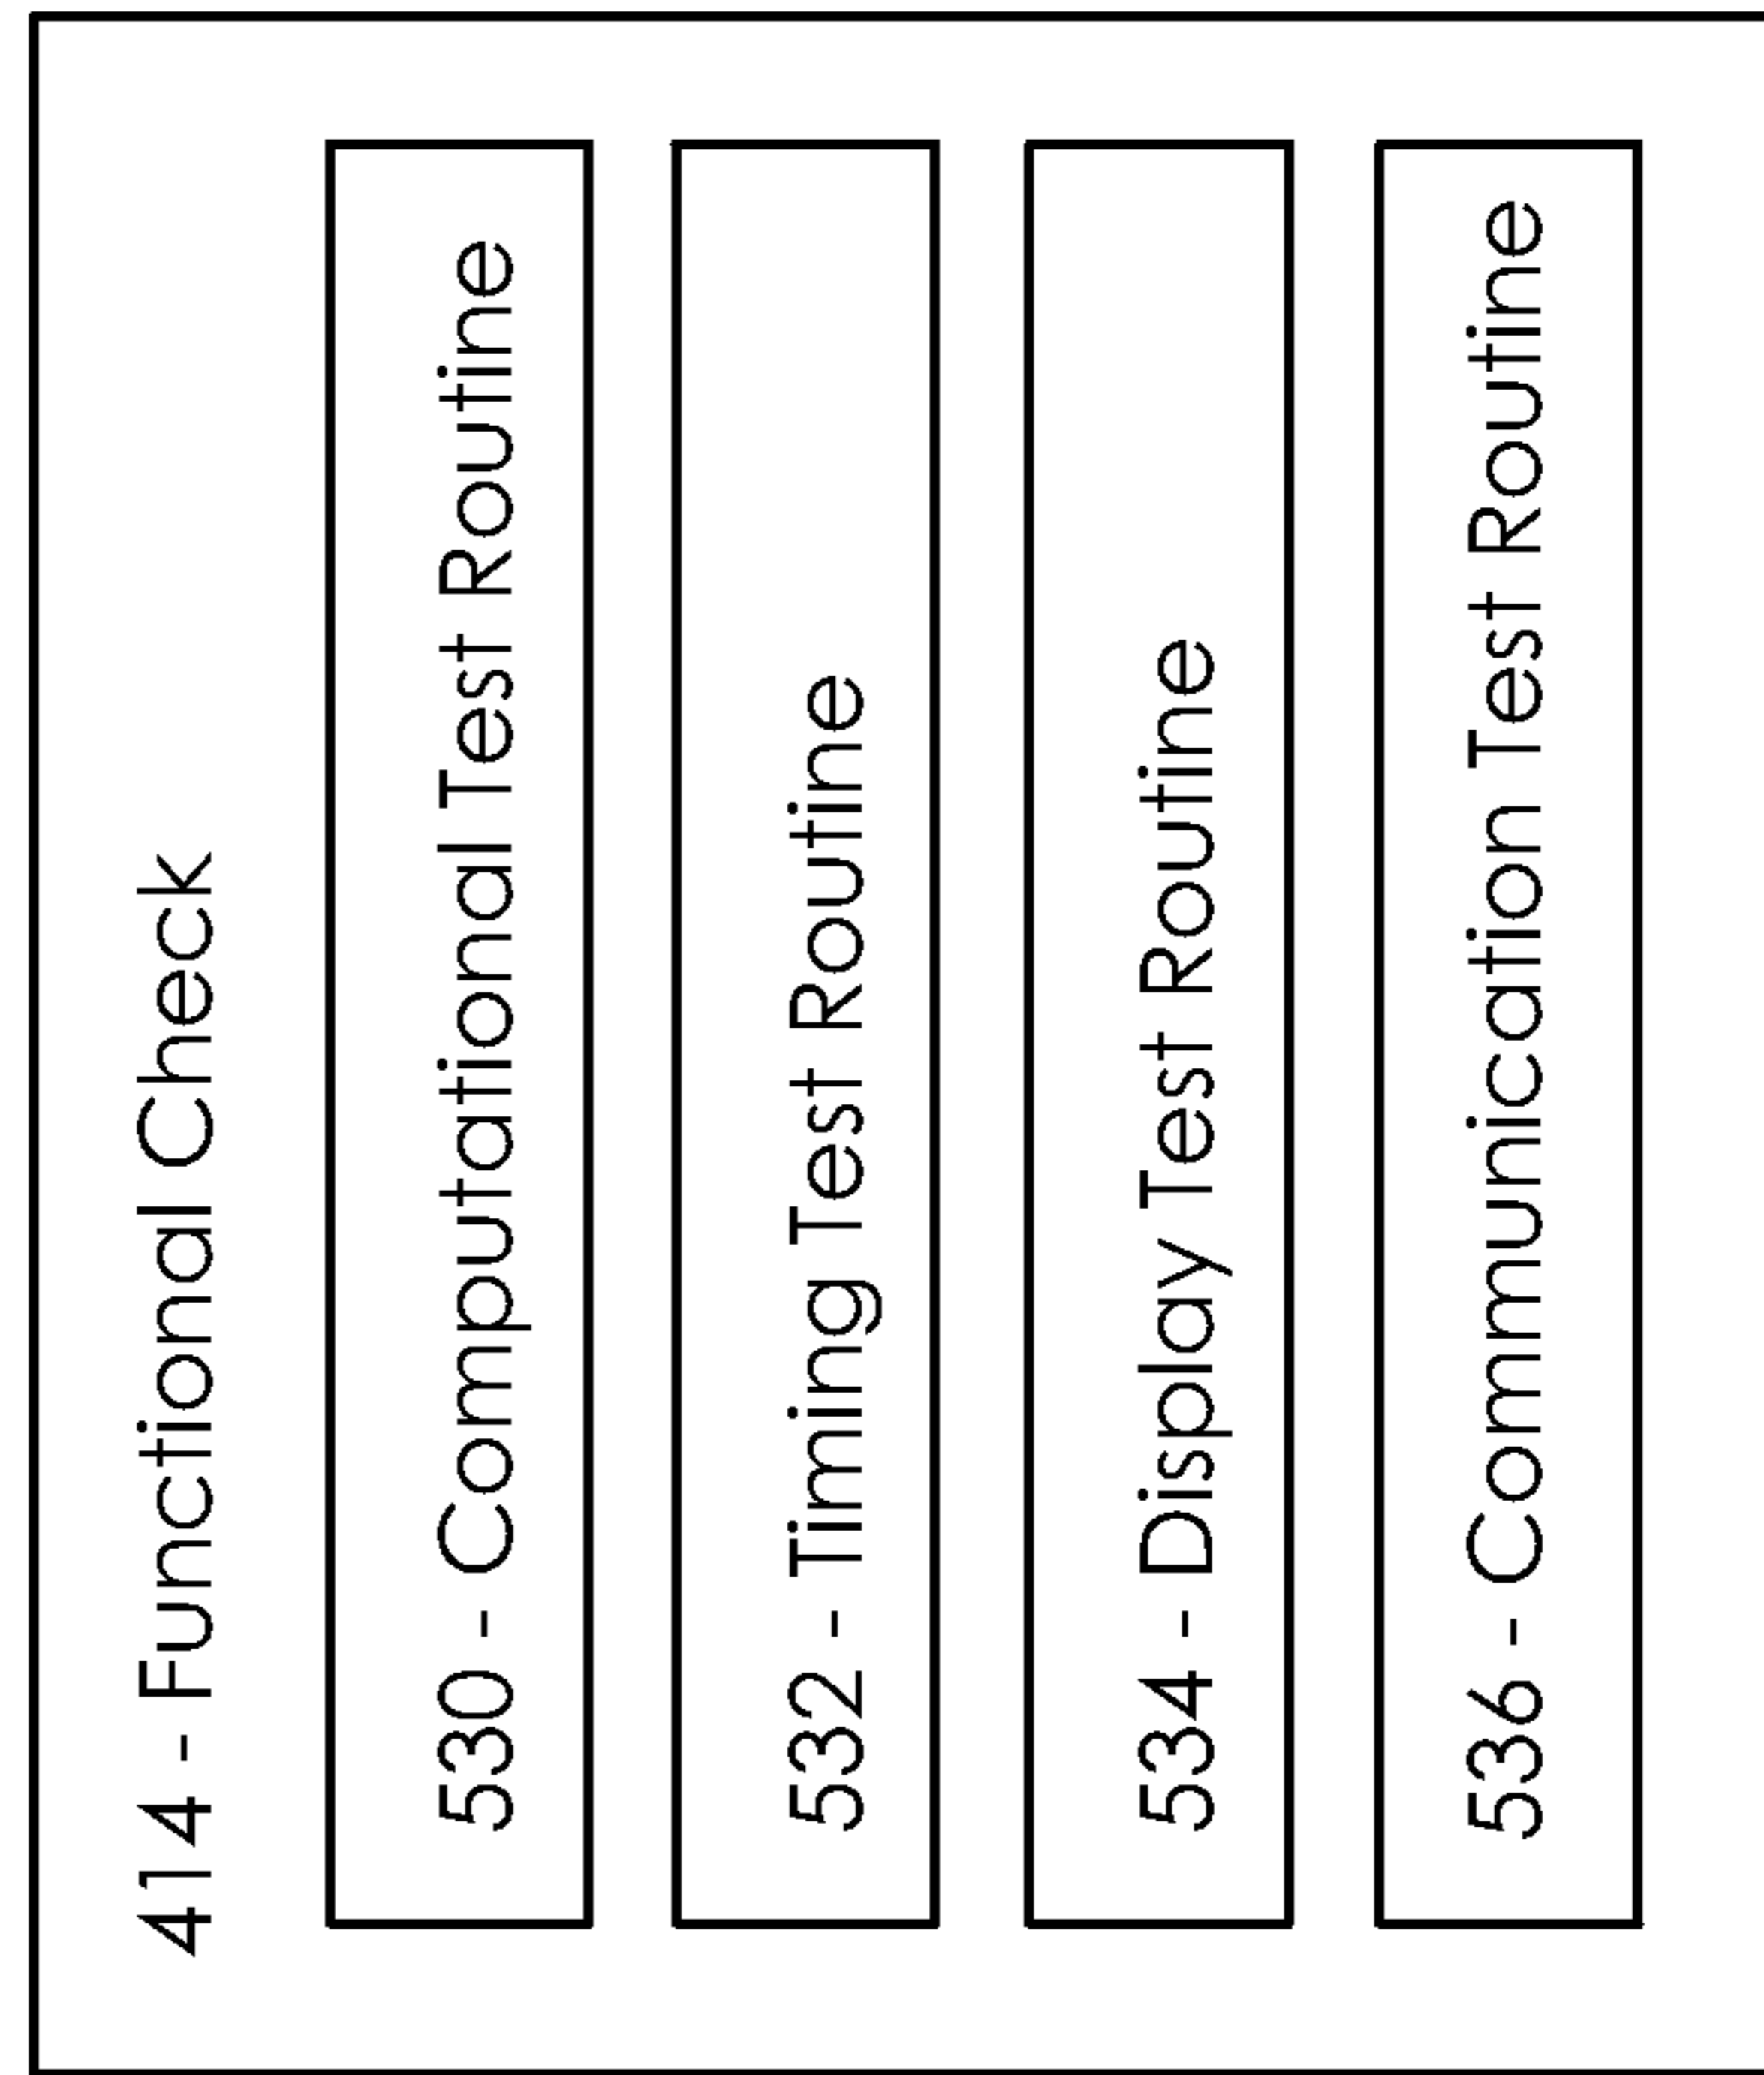 414 - Functional Check
530 - Computational Test Routine
532 - Timing Test Routine
534 - Display Test Routine
536 - Communication Test Routine